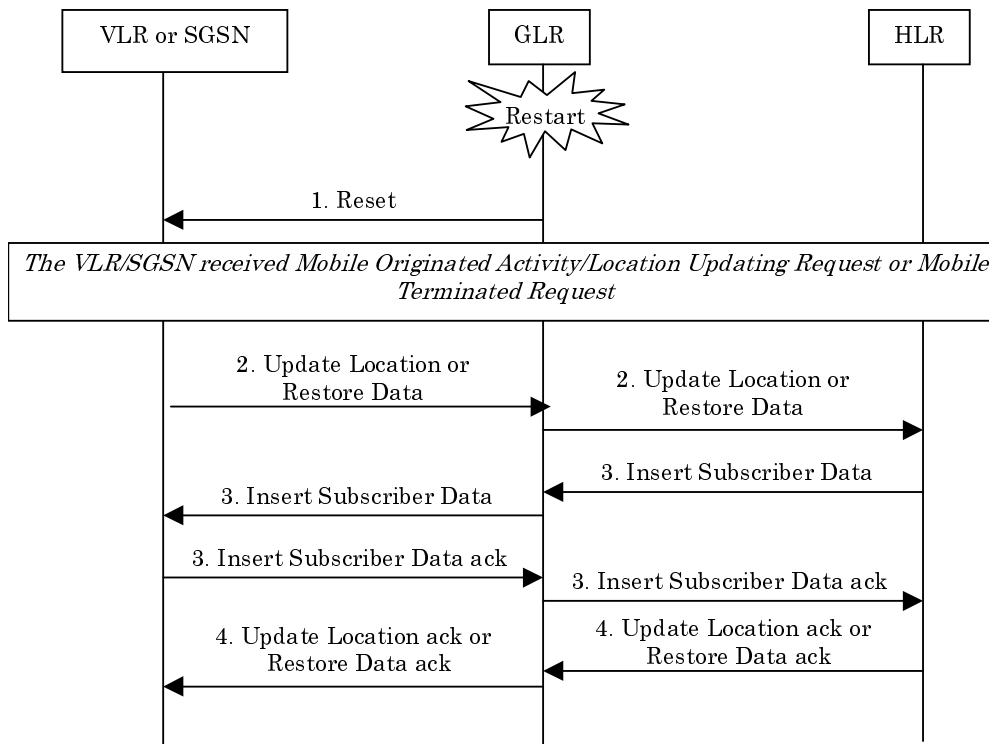 VLR or SGSN
GLR
HLR
Restart
1. Reset
The VLR/SGSN received Mobile Originated Activity/Location Updating Request or Mobile
Terminated Request
2. Update Location or
Restore Data
2. Update Location or
Restore Data
3. Insert Subscriber Data
3. Insert Subscriber Data
3. Insert Subscriber Data ack
3. Insert Subscriber Data ack
4. Update Location ack or
Restore Data ack
4. Update Location ack or
Restore Data ack